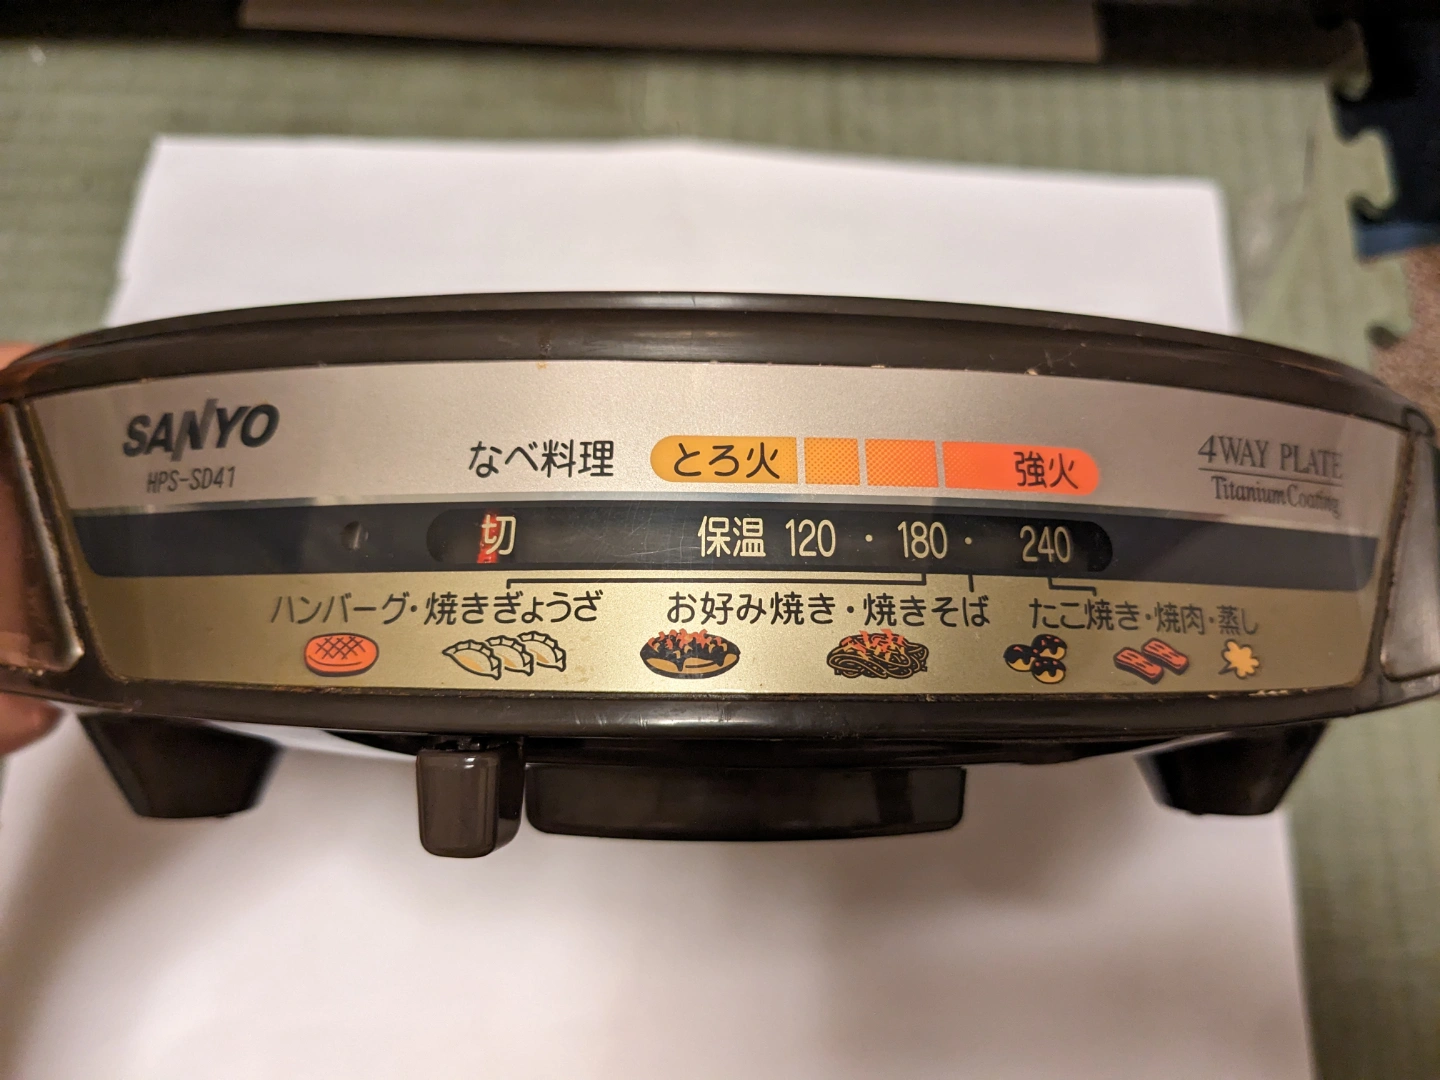 SANYO
HPS-SD41
なべ料理 とろ火 強火
4WAY PLATE
Titanium Coating
切 保温 120 ・ 180 ・ 240
ハンバーグ・焼きぎょうざ お好み焼き・焼きそば たこ焼き・焼肉・蒸し